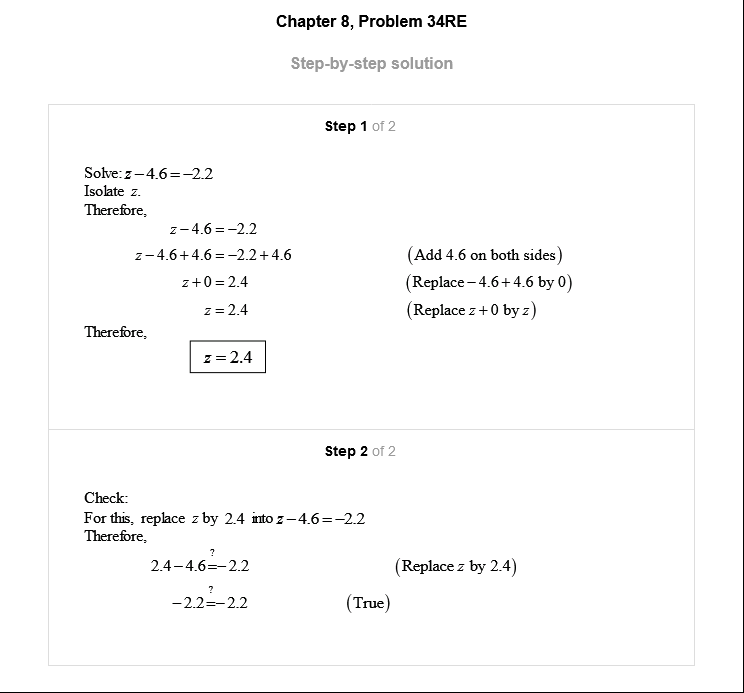 Chapter 8, Problem 34RE
Step-by-step solution
Step 1 of 2
Solve: z − 4.6 = −2.2
Isolate z.
Therefore,
z − 4.6 = −2.2
z − 4.6 + 4.6 = −2.2 + 4.6 (Add 4.6 on both sides)
z + 0 = 2.4 (Replace − 4.6 + 4.6 by 0)
z = 2.4 (Replace z + 0 by z)
Therefore,
z = 2.4
Step 2 of 2
Check:
For this, replace z by 2.4 into z − 4.6 = −2.2
Therefore,
?
2.4 − 4.6 = − 2.2 (Replace z by 2.4)
?
− 2.2 = − 2.2 (True)